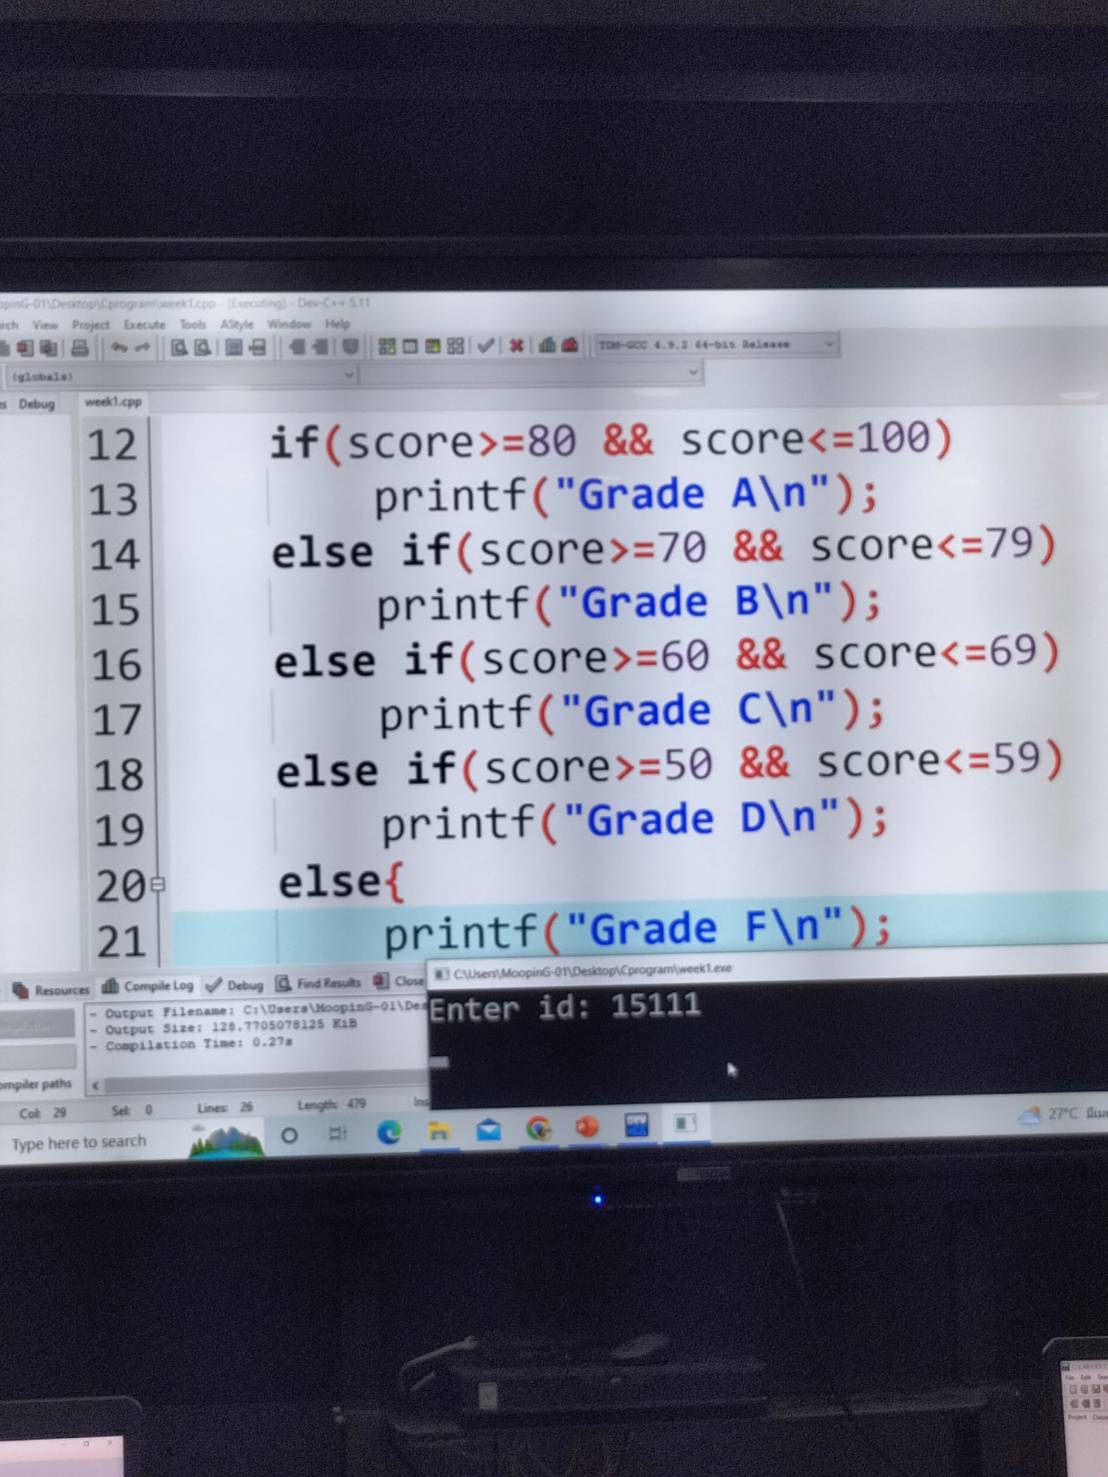 opinG-01\Desktop\Cprogram\week1.cpp - [Executing] - Dev-C++ 5.11
rch View Project Execute Tools AStyle Window Help
TDM-GCC 4.9.2 64-bit Release
(globals)
s Debug week1.cpp
12 if(score>=80 && score<=100)
13 printf("Grade A\n");
14 else if(score>=70 && score<=79)
15 printf("Grade B\n");
16 else if(score>=60 && score<=69)
17 printf("Grade C\n");
18 else if(score>=50 && score<=59)
19 printf("Grade D\n");
20 else{
21 printf("Grade F\n");
Resources Compile Log Debug Find Results Close
C:\Users\MoopinG-01\Desktop\Cprogram\week1.exe
Enter id: 15111
- Output Filename: C:\Users\MoopinG-01\Des
- Output Size: 128.7705078125 KiB
- Compilation Time: 0.27s
ompiler paths
Col: 29 Sel: 0 Lines: 26 Length: 479 Ins
Type here to search
27°C